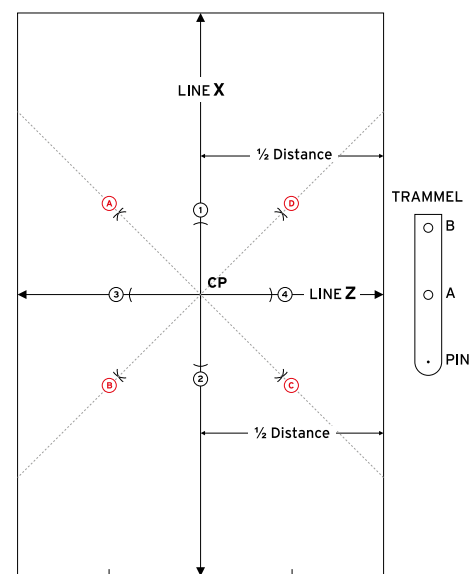 LINE X
½ Distance
TRAMMEL
A
D
1
B
CP
3
4
LINE Z
A
2
B
C
PIN
½ Distance